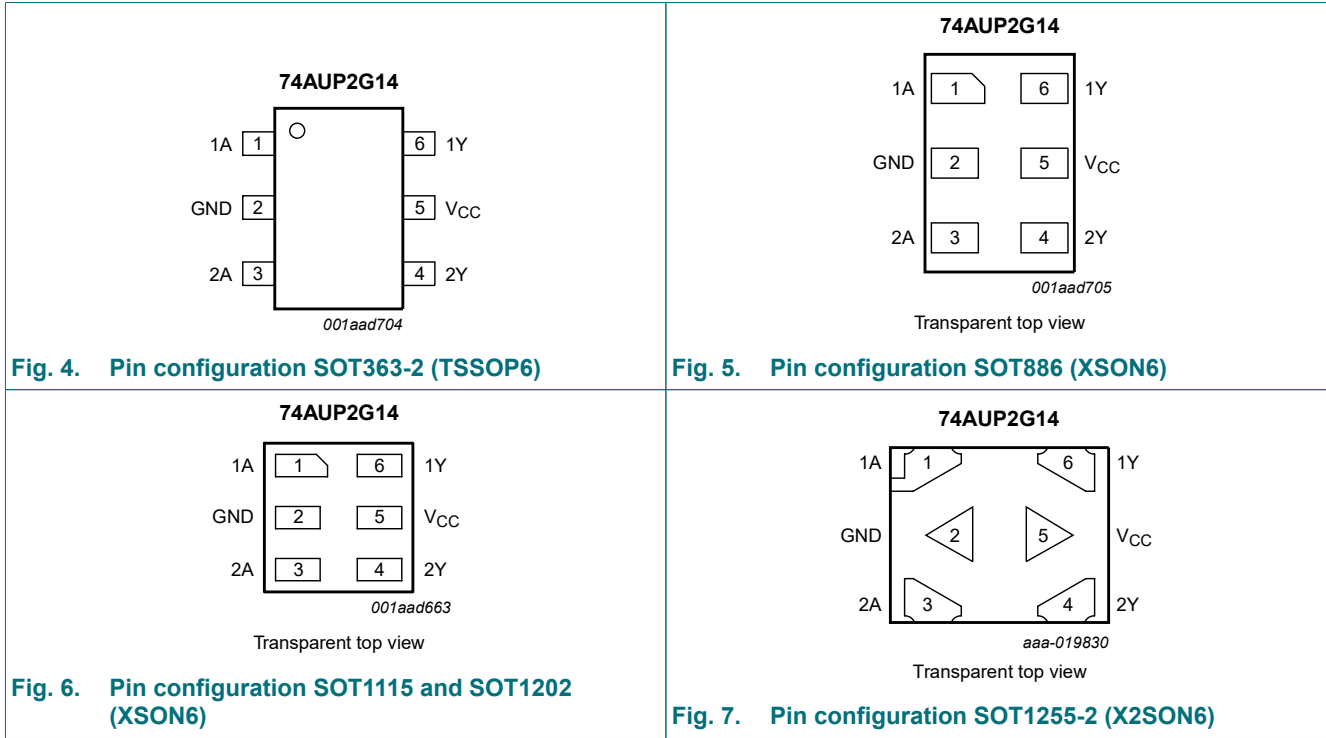 74AUP2G14
1A 1 6 1Y
GND 2 5 VCC
2A 3 4 2Y
001aad704
Fig. 4. Pin configuration SOT363-2 (TSSOP6)
74AUP2G14
1A 1 6 1Y
GND 2 5 VCC
2A 3 4 2Y
001aad705
Transparent top view
Fig. 5. Pin configuration SOT886 (XSON6)
74AUP2G14
1A 1 6 1Y
GND 2 5 VCC
2A 3 4 2Y
001aad663
Transparent top view
Fig. 6. Pin configuration SOT1115 and SOT1202
(XSON6)
74AUP2G14
1A 1 6 1Y
GND 2 5 VCC
2A 3 4 2Y
aaa-019830
Transparent top view
Fig. 7. Pin configuration SOT1255-2 (X2SON6)